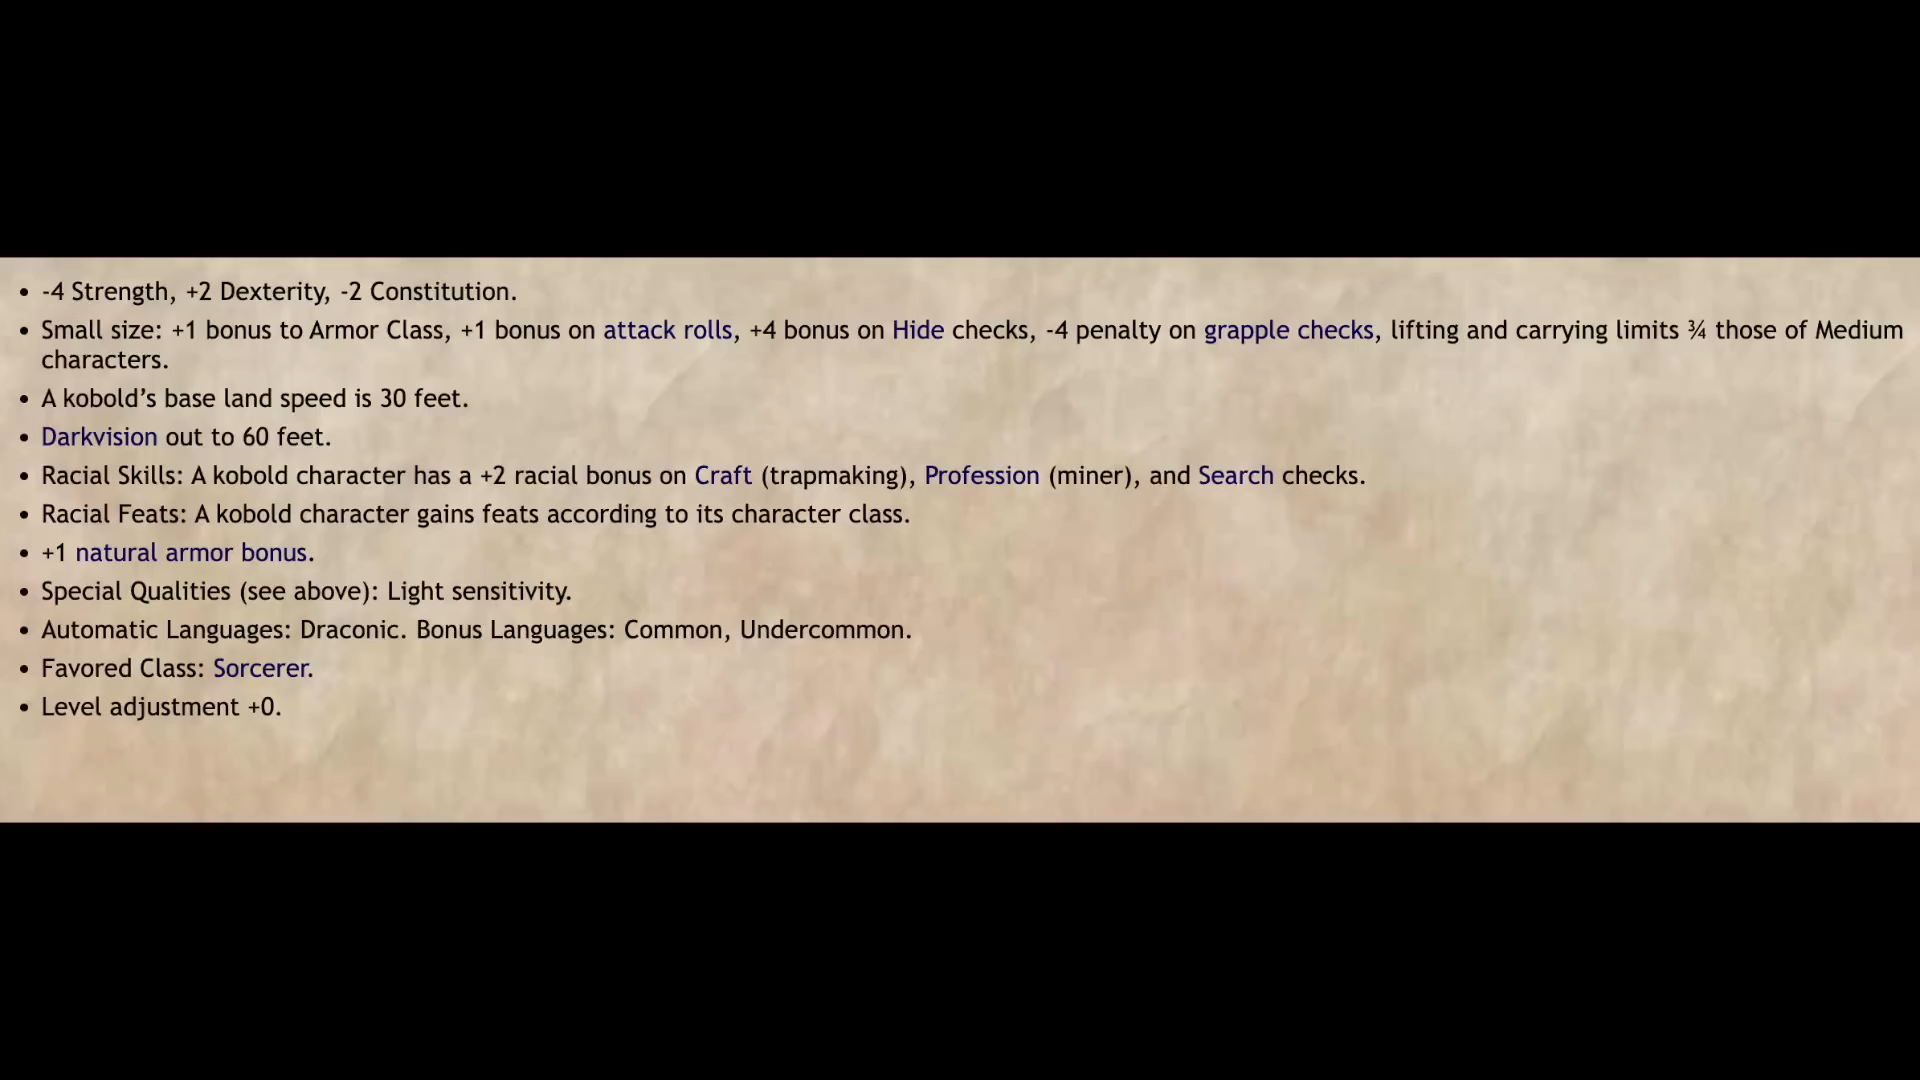 • -4 Strength, +2 Dexterity, -2 Constitution.
• Small size: +1 bonus to Armor Class, +1 bonus on attack rolls, +4 bonus on Hide checks, -4 penalty on grapple checks, lifting and carrying limits ¾ those of Medium
characters.
• A kobold’s base land speed is 30 feet.
• Darkvision out to 60 feet.
• Racial Skills: A kobold character has a +2 racial bonus on Craft (trapmaking), Profession (miner), and Search checks.
• Racial Feats: A kobold character gains feats according to its character class.
• +1 natural armor bonus.
• Special Qualities (see above): Light sensitivity.
• Automatic Languages: Draconic. Bonus Languages: Common, Undercommon.
• Favored Class: Sorcerer.
• Level adjustment +0.